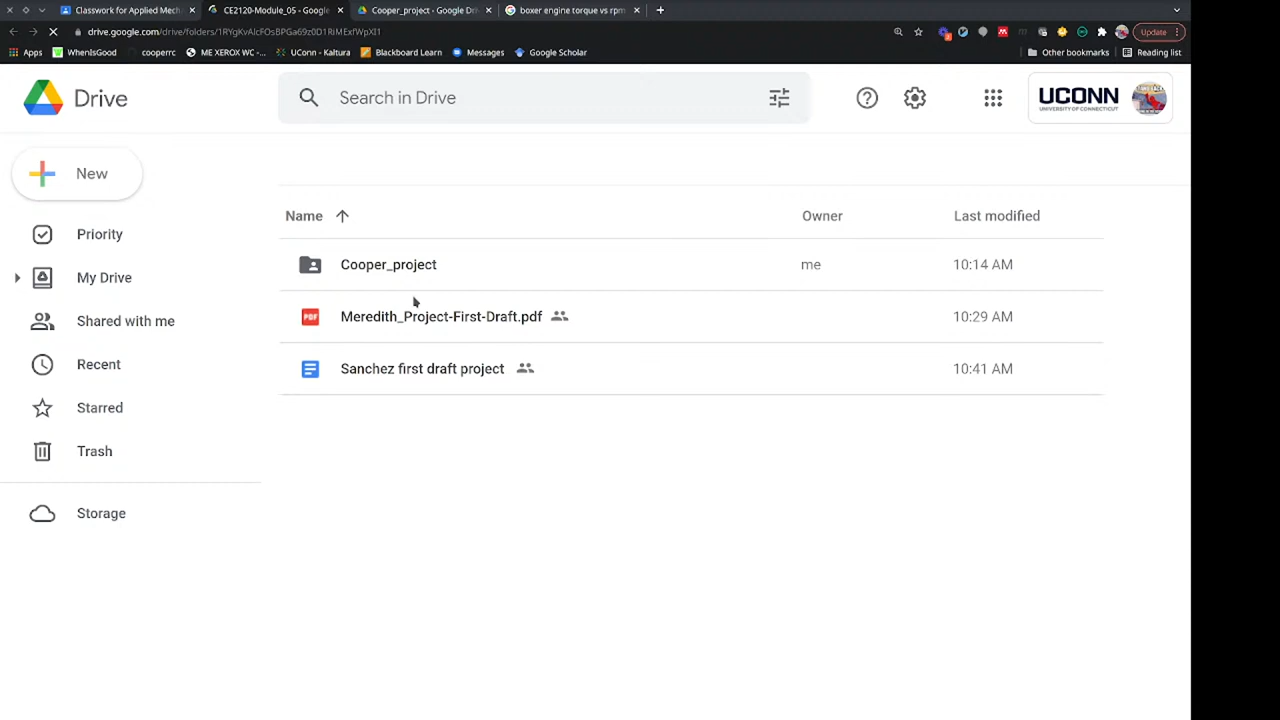 Classwork for Applied Mech
CE2120-Module_05 - Google
Cooper_project - Google Driv
boxer engine torque vs rpm
drive.google.com/drive/folders/1RYgKvAlcFOsBPGa69z0D1RiMExfWpXl1
Update
Apps
WhenIsGood
cooperrc
ME XEROX WC -...
UConn - Kaltura
Blackboard Learn
Messages
Google Scholar
Other bookmarks
Reading list
Drive
Search in Drive
UCONN
UNIVERSITY OF CONNECTICUT
New
Priority
My Drive
Shared with me
Recent
Starred
Trash
Storage
Name
Owner
Last modified
Cooper_project
me
10:14 AM
PDF
Meredith_Project-First-Draft.pdf
10:29 AM
Sanchez first draft project
10:41 AM